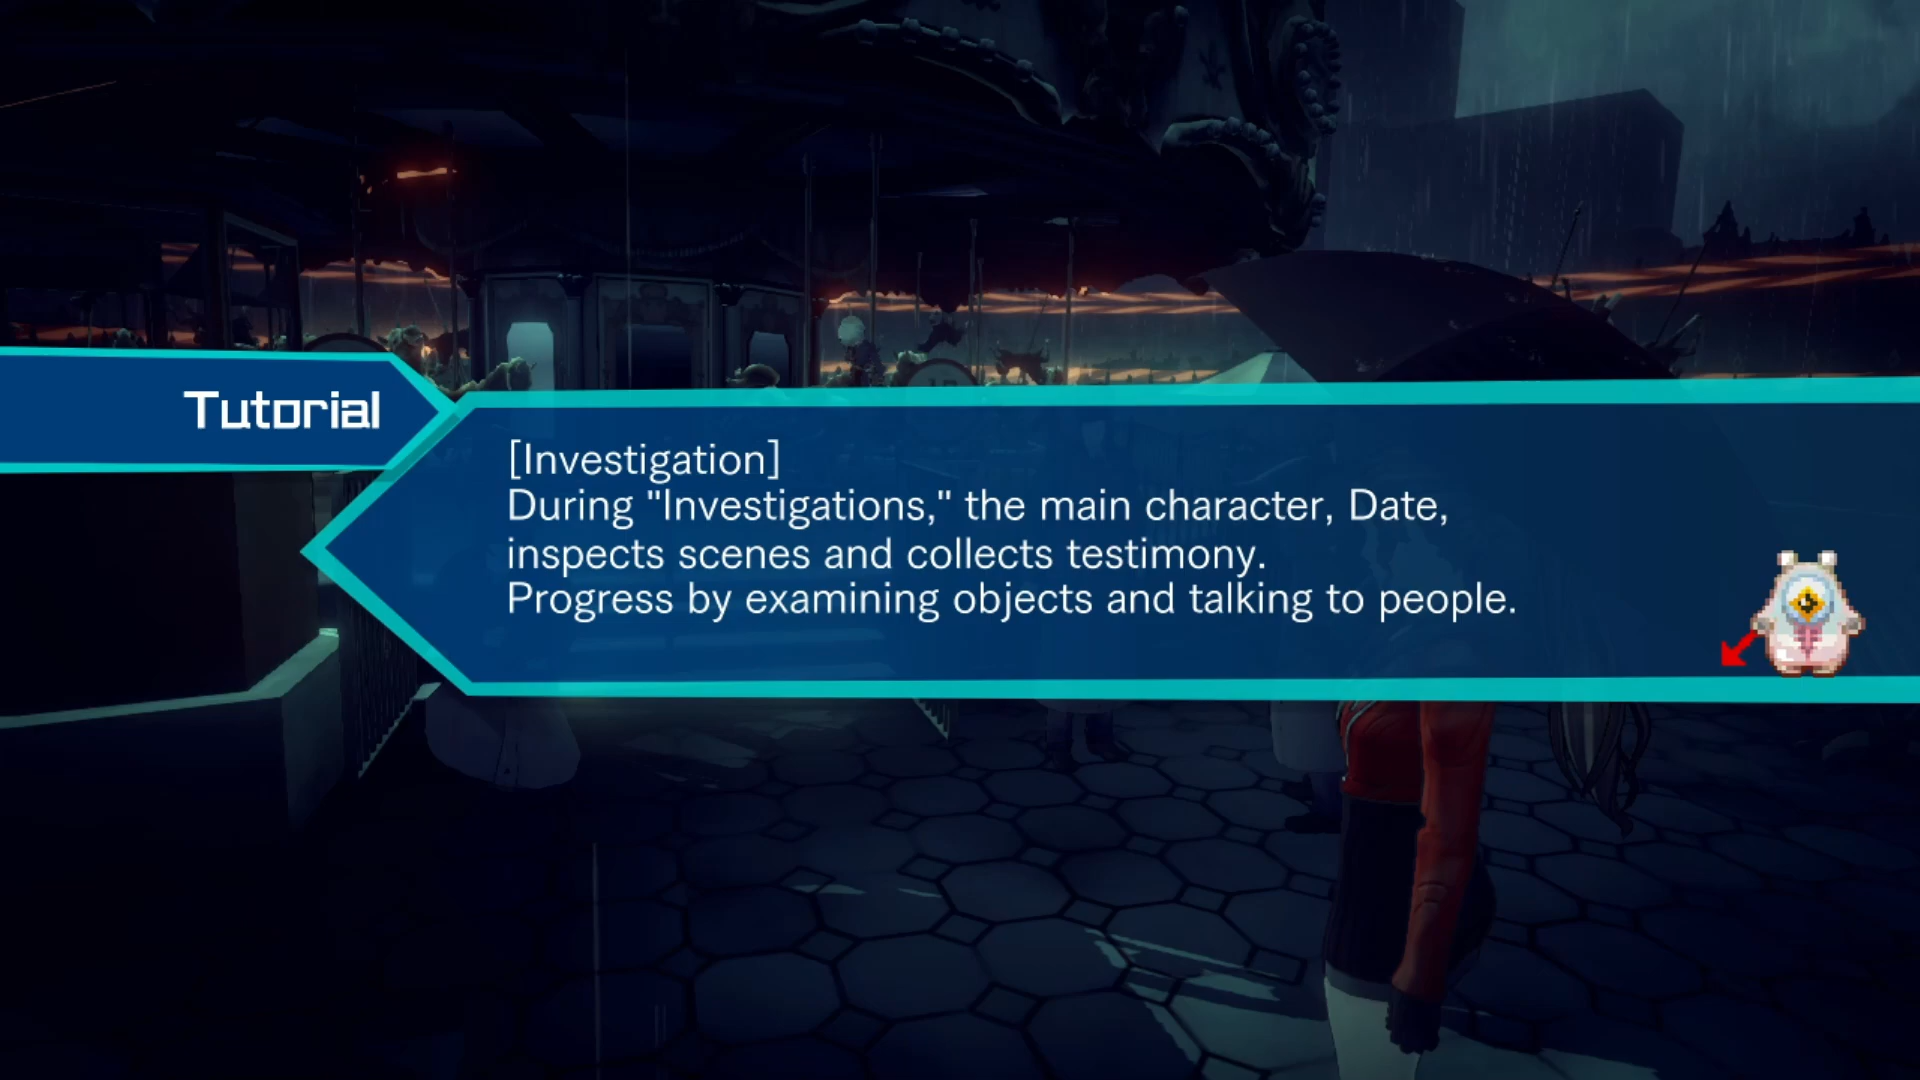 Tutorial
[Investigation]
During "Investigations," the main character, Date,
inspects scenes and collects testimony.
Progress by examining objects and talking to people.